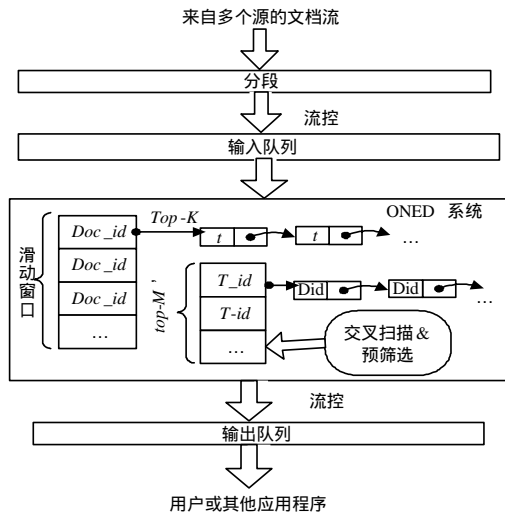 来自多个源的文档流
分段
流控
输入队列
ONED 系统
滑动窗口
Doc_id
Top-K
t
t
…
Doc_id
Doc_id
…
top-M'
T_id
Did
Did
…
T-id
…
交叉扫描&
预筛选
流控
输出队列
用户或其他应用程序